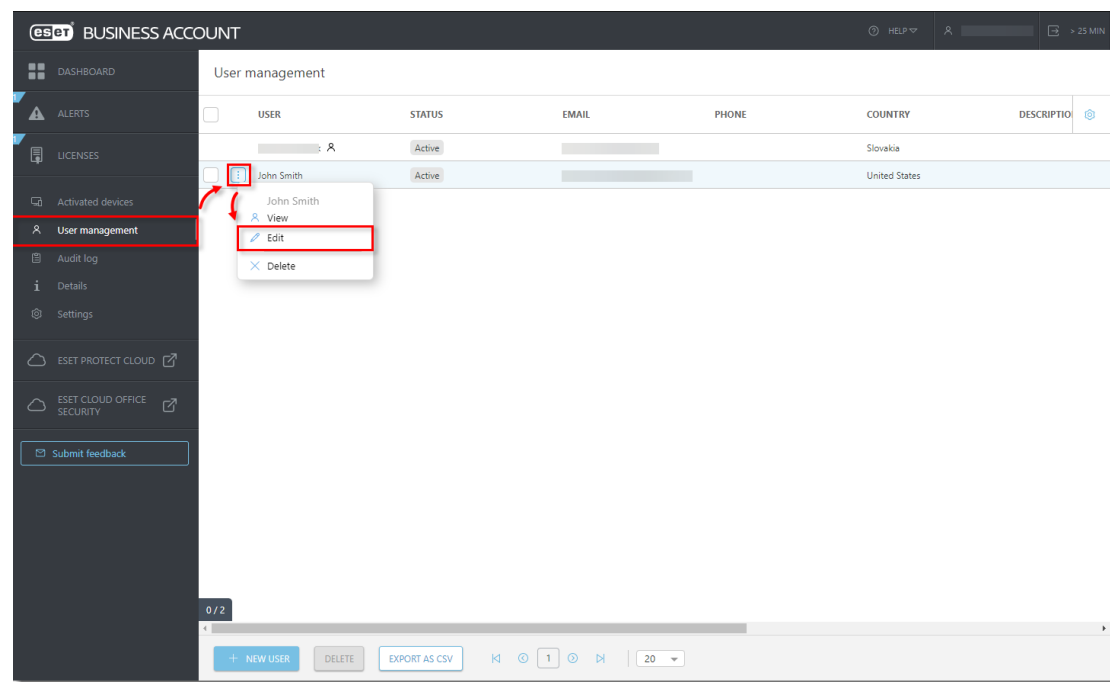 eset BUSINESS ACCOUNT
HELP
> 25 MIN
DASHBOARD
ALERTS
LICENSES
Activated devices
User management
Audit log
Details
Settings
ESET PROTECT CLOUD
ESET CLOUD OFFICE
SECURITY
Submit feedback
User management
USER STATUS EMAIL PHONE COUNTRY DESCRIPTIO
Active Slovakia
John Smith Active United States
John Smith
View
Edit
Delete
0 / 2
+ NEW USER DELETE EXPORT AS CSV 1 20